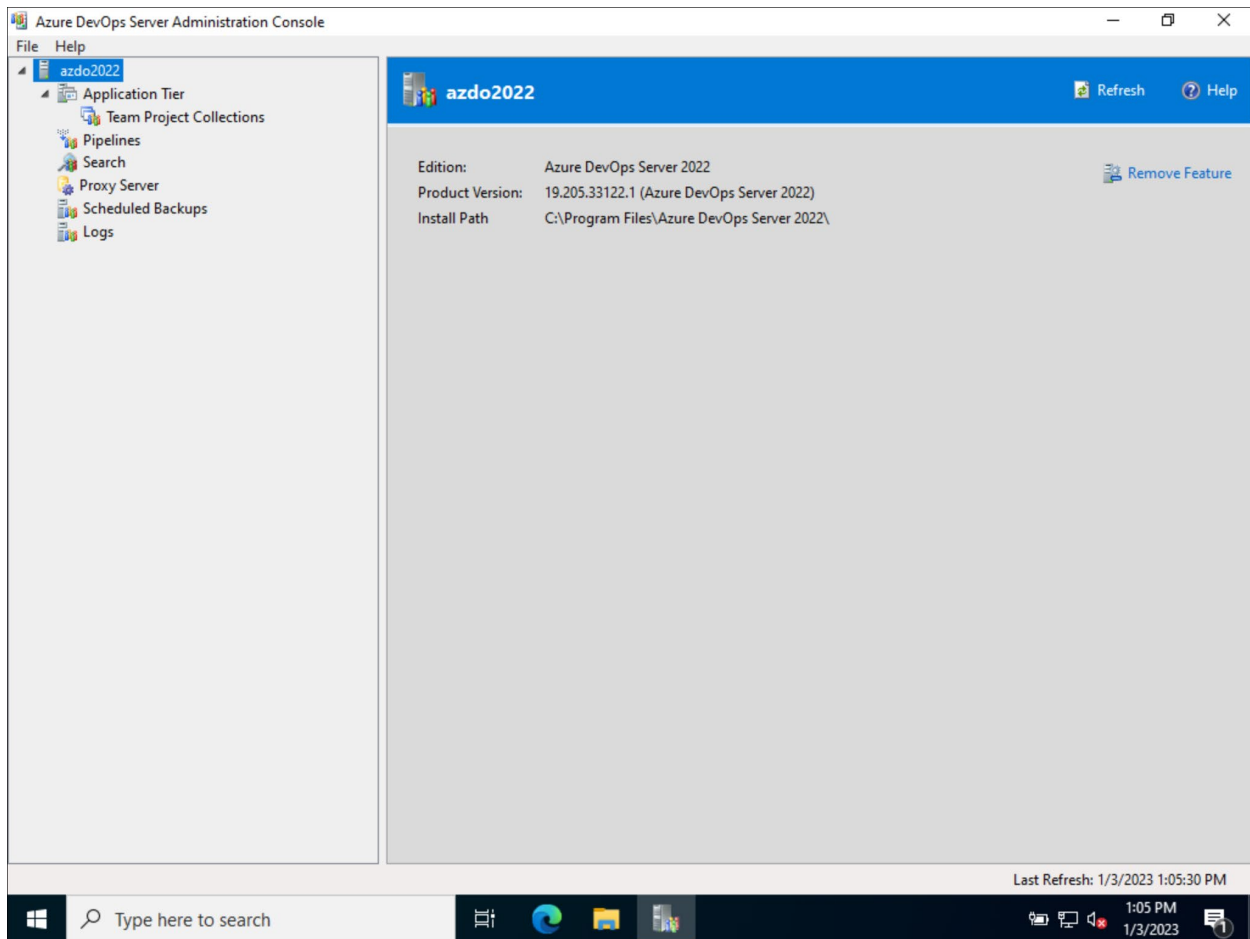 Azure DevOps Server Administration Console
File Help
azdo2022
Application Tier
Team Project Collections
Pipelines
Search
Proxy Server
Scheduled Backups
Logs
azdo2022
Refresh
Help
Edition: Azure DevOps Server 2022
Product Version: 19.205.33122.1 (Azure DevOps Server 2022)
Install Path C:\Program Files\Azure DevOps Server 2022\
Remove Feature
Last Refresh: 1/3/2023 1:05:30 PM
Type here to search
1:05 PM
1/3/2023
1